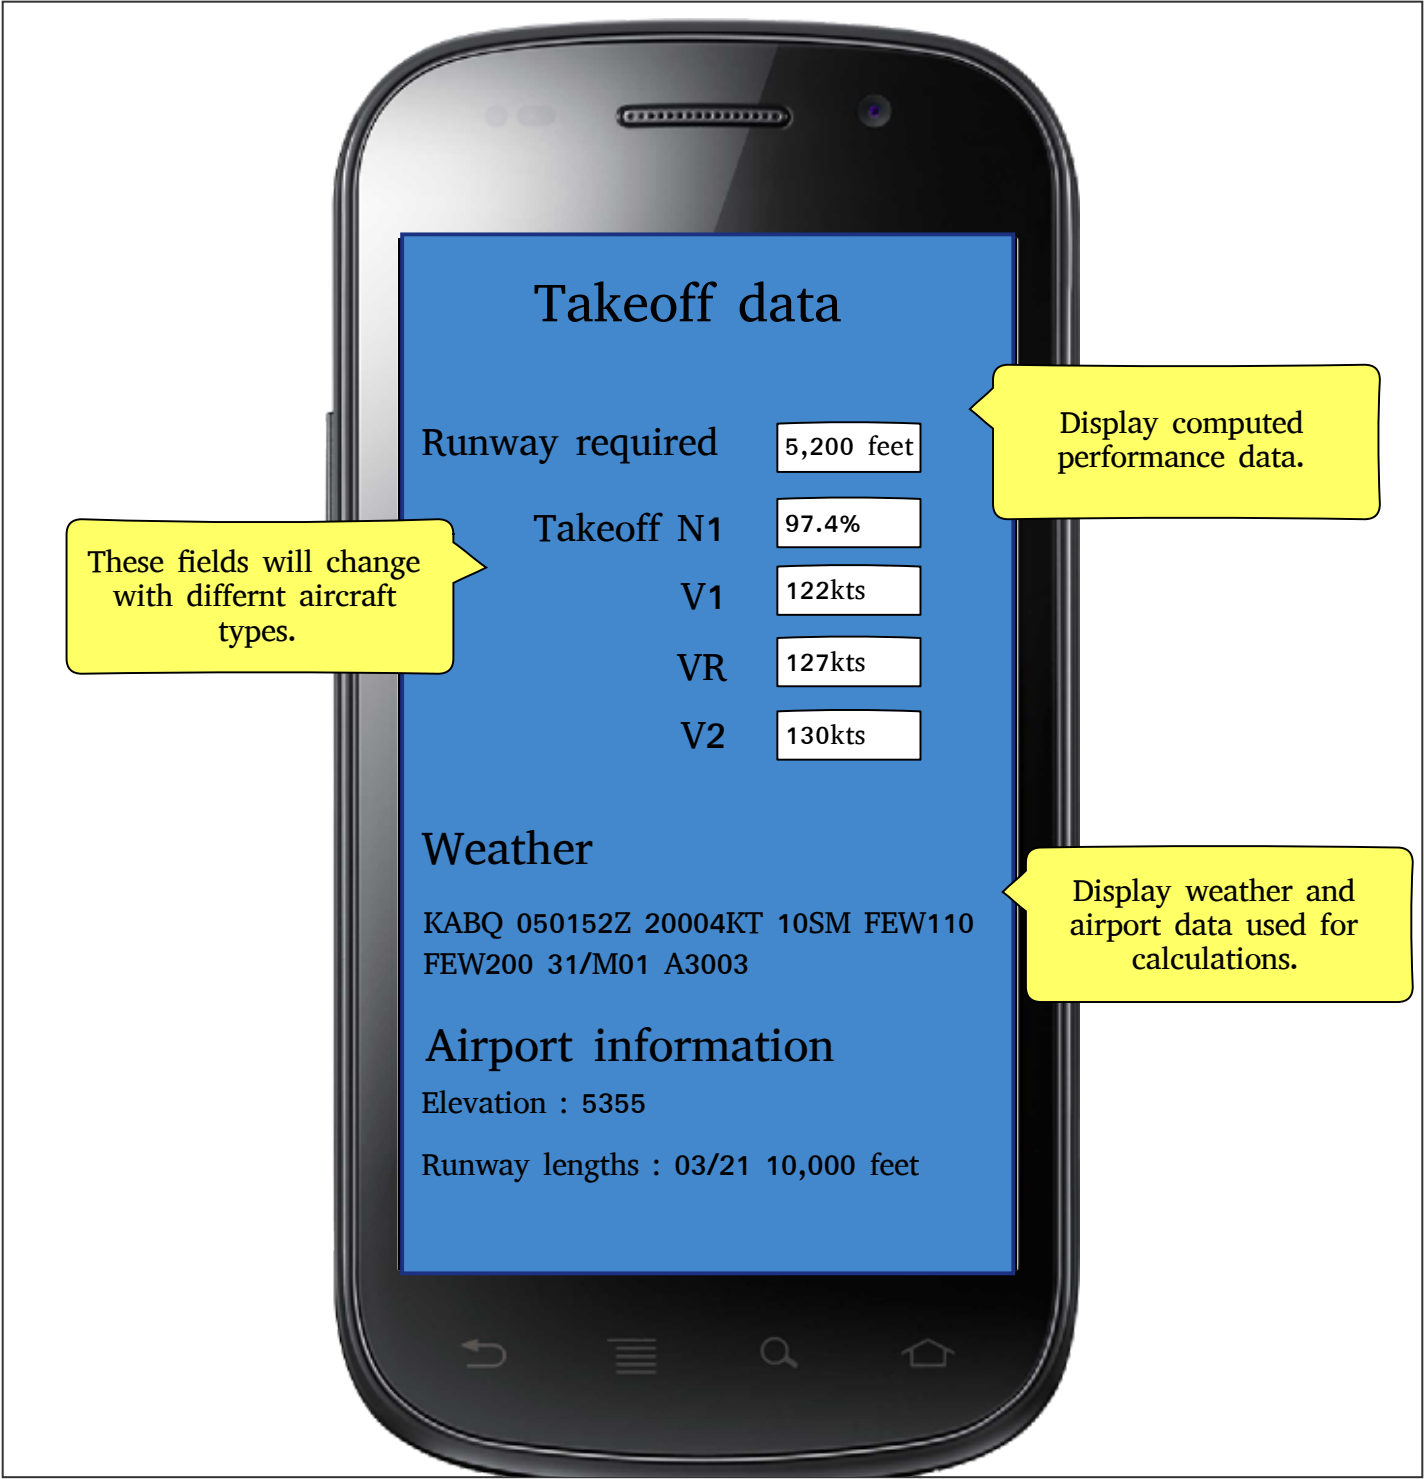 Takeoff data
Runway required 5,200 feet
Takeoff N1 97.4%
V1 122kts
VR 127kts
V2 130kts
Display computed
performance data.
These fields will change
with differnt aircraft
types.
Weather
KABQ 050152Z 20004KT 10SM FEW110
FEW200 31/M01 A3003
Display weather and
airport data used for
calculations.
Airport information
Elevation : 5355
Runway lengths : 03/21 10,000 feet